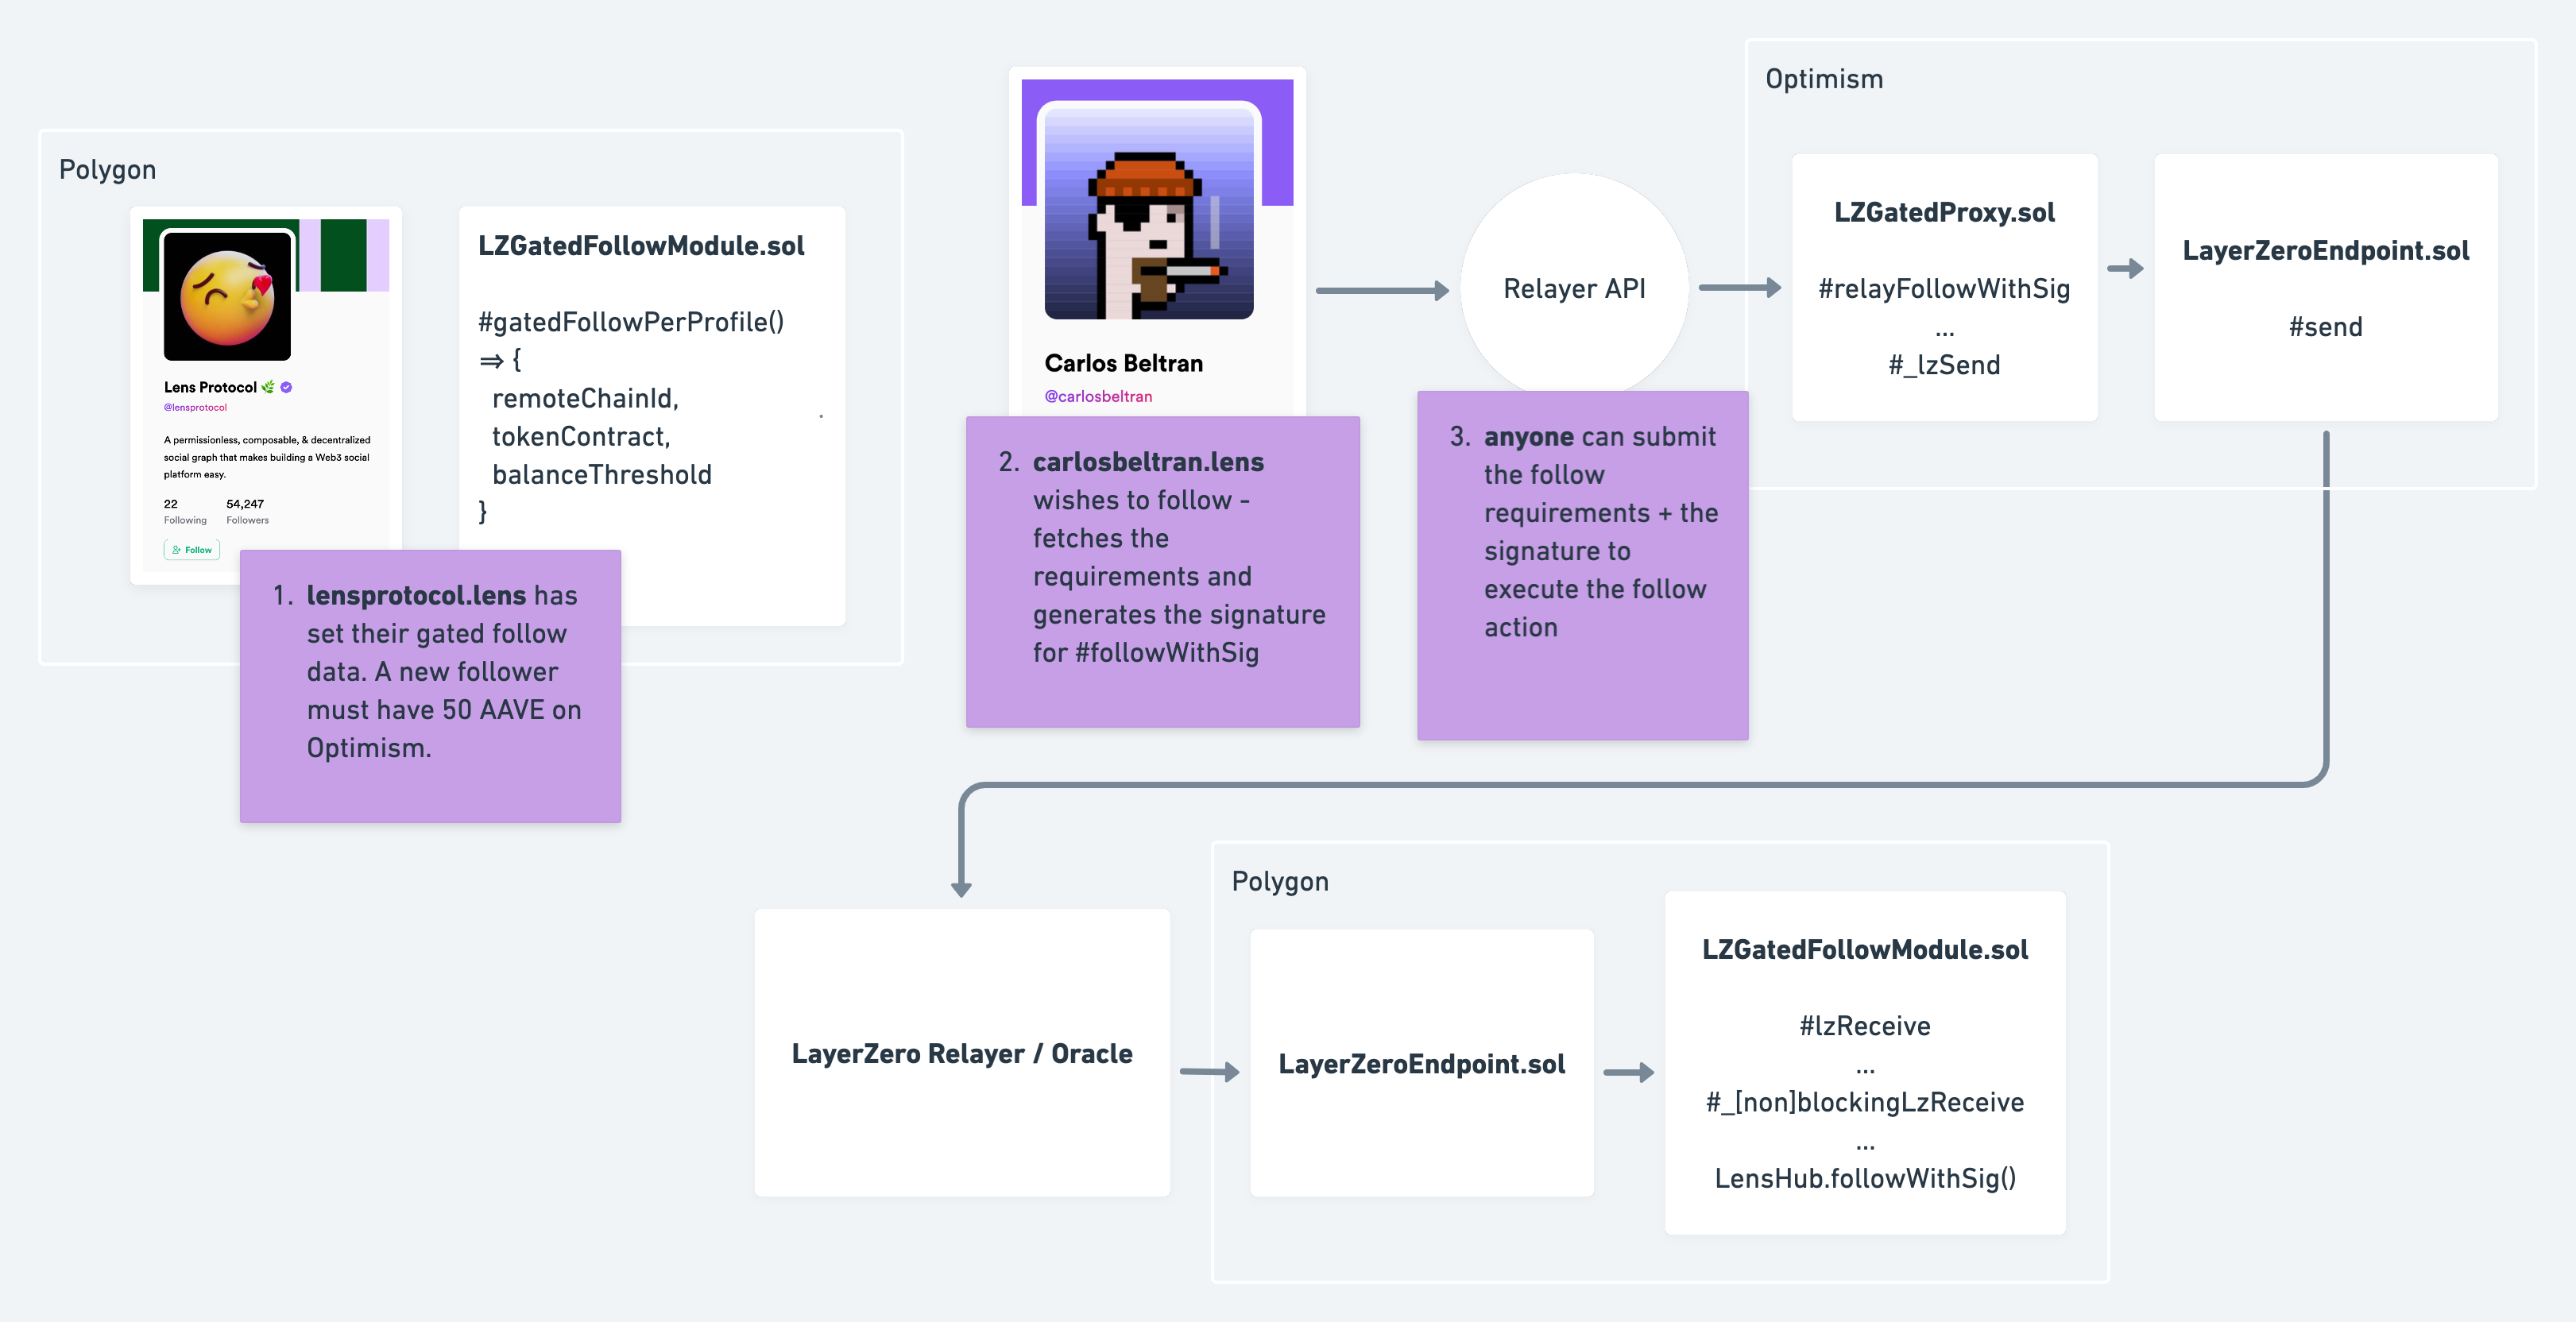 Polygon
Lens Protocol
@lensprotocol
A permissionless, composable, & decentralized
social graph that makes building a Web3 social
platform easy.
22
Following
54,247
Followers
Follow
LZGatedFollowModule.sol
#gatedFollowPerProfile()
⇒ {
remoteChainId,
tokenContract,
balanceThreshold
}
1. lensprotocol.lens has
set their gated follow
data. A new follower
must have 50 AAVE on
Optimism.
Carlos Beltran
@carlosbeltran
2. carlosbeltran.lens
wishes to follow -
fetches the
requirements and
generates the signature
for #followWithSig
Relayer API
3. anyone can submit
the follow
requirements + the
signature to
execute the follow
action
Optimism
LZGatedProxy.sol
#relayFollowWithSig
...
#_lzSend
LayerZeroEndpoint.sol
#send
LayerZero Relayer / Oracle
Polygon
LayerZeroEndpoint.sol
LZGatedFollowModule.sol
#lzReceive
...
#_[non]blockingLzReceive
...
LensHub.followWithSig()